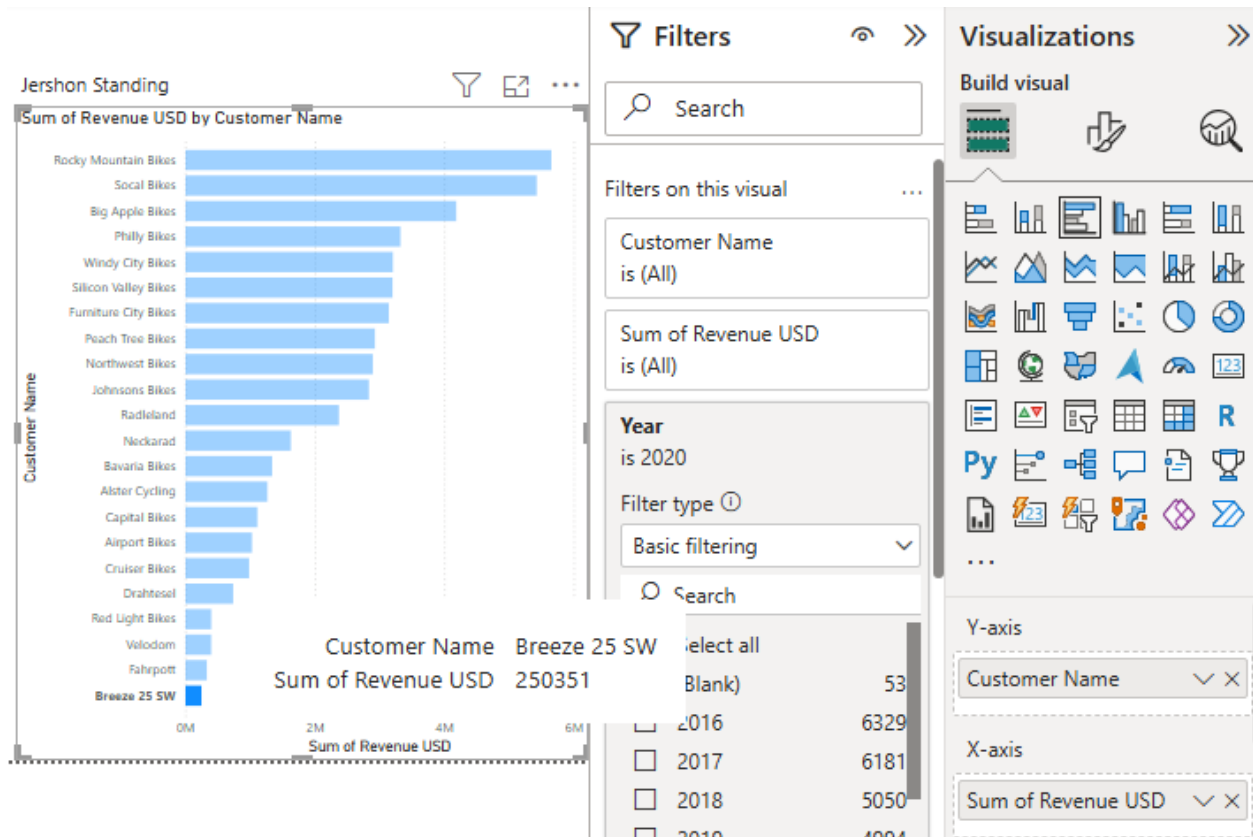 Jershon Standing
Sum of Revenue USD by Customer Name
Customer Name
Rocky Mountain Bikes
Socal Bikes
Big Apple Bikes
Philly Bikes
Windy City Bikes
Silicon Valley Bikes
Furniture City Bikes
Peach Tree Bikes
Northwest Bikes
Johnsons Bikes
Radleland
Neckarad
Bavaria Bikes
Alster Cycling
Capital Bikes
Airport Bikes
Cruiser Bikes
Drahtesel
Red Light Bikes
Velodom
Fahrpott
Breeze 25 SW
0M 2M 4M 6M
Sum of Revenue USD
Customer Name Breeze 25 SW
Sum of Revenue USD 250351
Filters
Search
Filters on this visual
Customer Name
is (All)
Sum of Revenue USD
is (All)
Year
is 2020
Filter type
Basic filtering
Search
elect all
Blank) 53
2016 6329
2017 6181
2018 5050
Visualizations
Build visual
123
R
Py
123
Y-axis
Customer Name
X-axis
Sum of Revenue USD